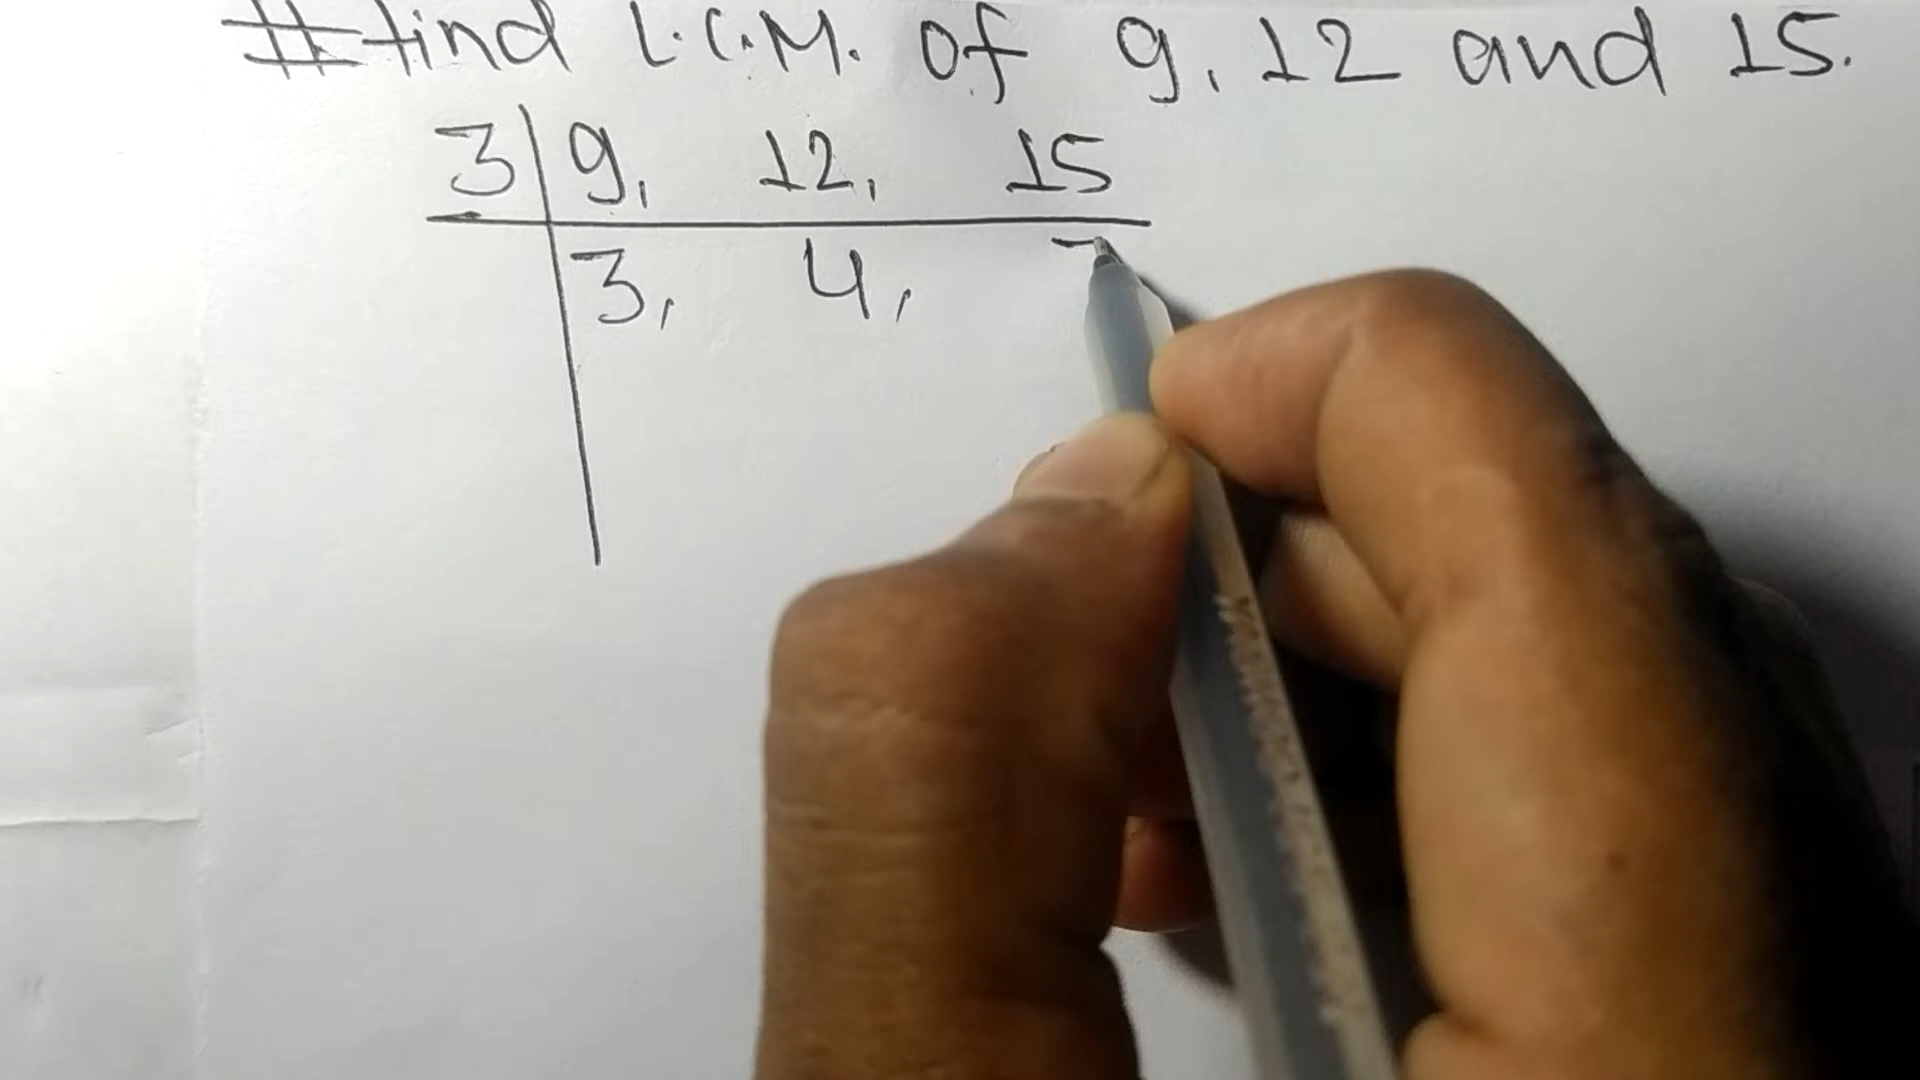 #find L.C.M. of 9, 12 and 15.
3 9, 12, 15
3, 4,